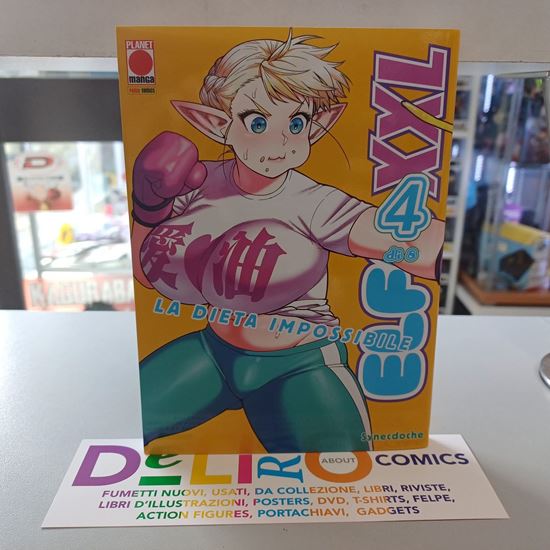 PLANET
manga
PANINI COMICS
愛♥油
XXL
4
di 6
ELF
LA DIETA IMPOSSIBILE
Synecdoche
KAGURABA
DeLiRO ABOUT COMICS
FUMETTI NUOVI, USATI, DA COLLEZIONE, LIBRI, RIVISTE,
LIBRI D'ILLUSTRAZIONI, POSTERS, DVD, T-SHIRTS, FELPE,
ACTION FIGURES, PORTACHIAVI, GADGETS